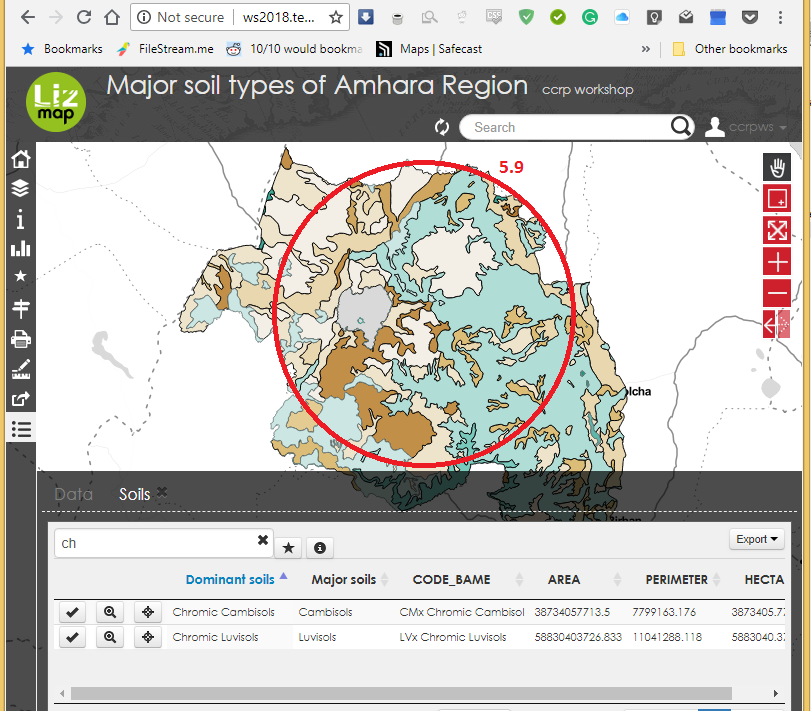 Not secure | ws2018.te...
Bookmarks FileStream.me 10/10 would bookma Maps | Safecast » Other bookmarks
Liz map
Major soil types of Amhara Region ccrp workshop
Search ccrpws
5.9
lcha
Data Soils
ch
Export
Dominant soils Major soils CODE_BAME AREA PERIMETER HECTA
Chromic Cambisols Cambisols CMx Chromic Cambisol 38734057713.5 7799163.176 3873405.7
Chromic Luvisols Luvisols LVx Chromic Luvisols 58830403726.833 11041288.118 5883040.3